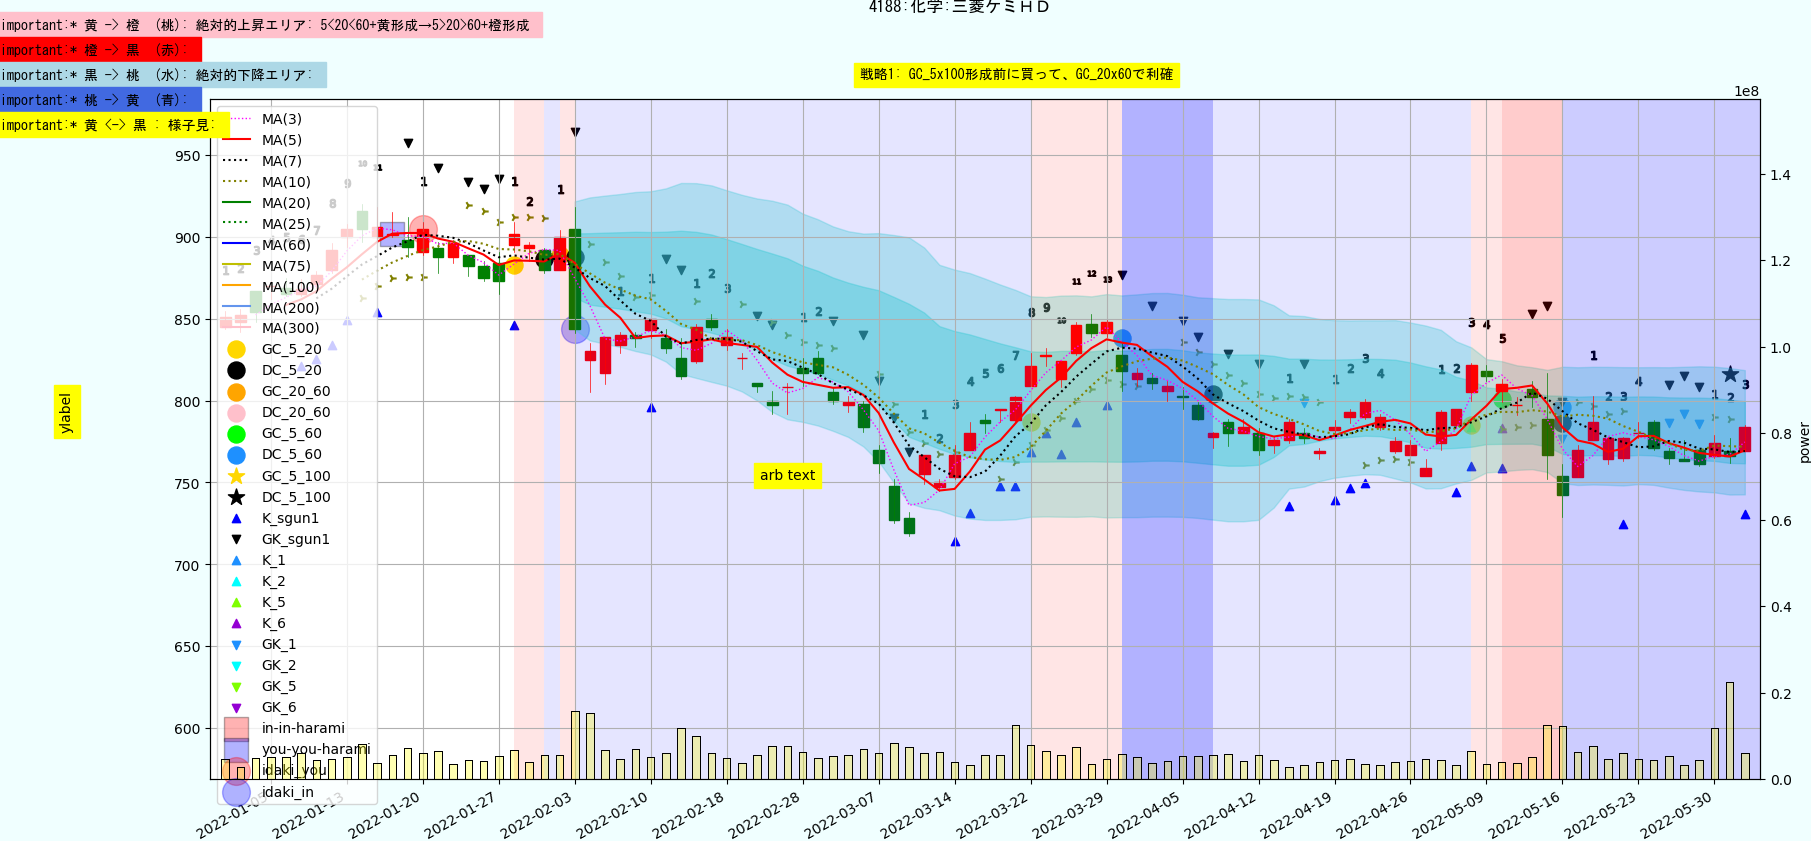 4188:化学:三菱ケミＨＤ
important:* 黄 -> 橙 （桃）: 絶対的上昇エリア: 5<20<60+黄形成→5>20>60+橙形成
important:* 橙 -> 黒 （赤）:
important:* 黒 -> 桃 （水）: 絶対的下降エリア:
戦略1: GC_5x100形成前に買って、GC_20x60で利確
important:* 桃 -> 黄 （青）:
important:* 黄 <-> 黒 : 様子見:
1e8
MA(3)
MA(5)
MA(7)
MA(10)
MA(20)
MA(25)
MA(60)
MA(75)
MA(100)
MA(200)
MA(300)
GC_5_20
DC_5_20
GC_20_60
DC_20_60
GC_5_60
DC_5_60
GC_5_100
DC_5_100
K_sgun1
GK_sgun1
K_1
K_2
K_5
K_6
GK_1
GK_2
GK_5
GK_6
in-in-harami
you-you-harami
idaki_you
idaki_in
950
900
850
800
750
700
650
600
ylabel
arb text
1.4
1.2
1.0
0.8
0.6
0.4
0.2
0.0
power
2022-01-05
2022-01-13
2022-01-20
2022-01-27
2022-02-03
2022-02-10
2022-02-18
2022-02-28
2022-03-07
2022-03-14
2022-03-22
2022-03-29
2022-04-05
2022-04-12
2022-04-19
2022-04-26
2022-05-09
2022-05-16
2022-05-23
2022-05-30